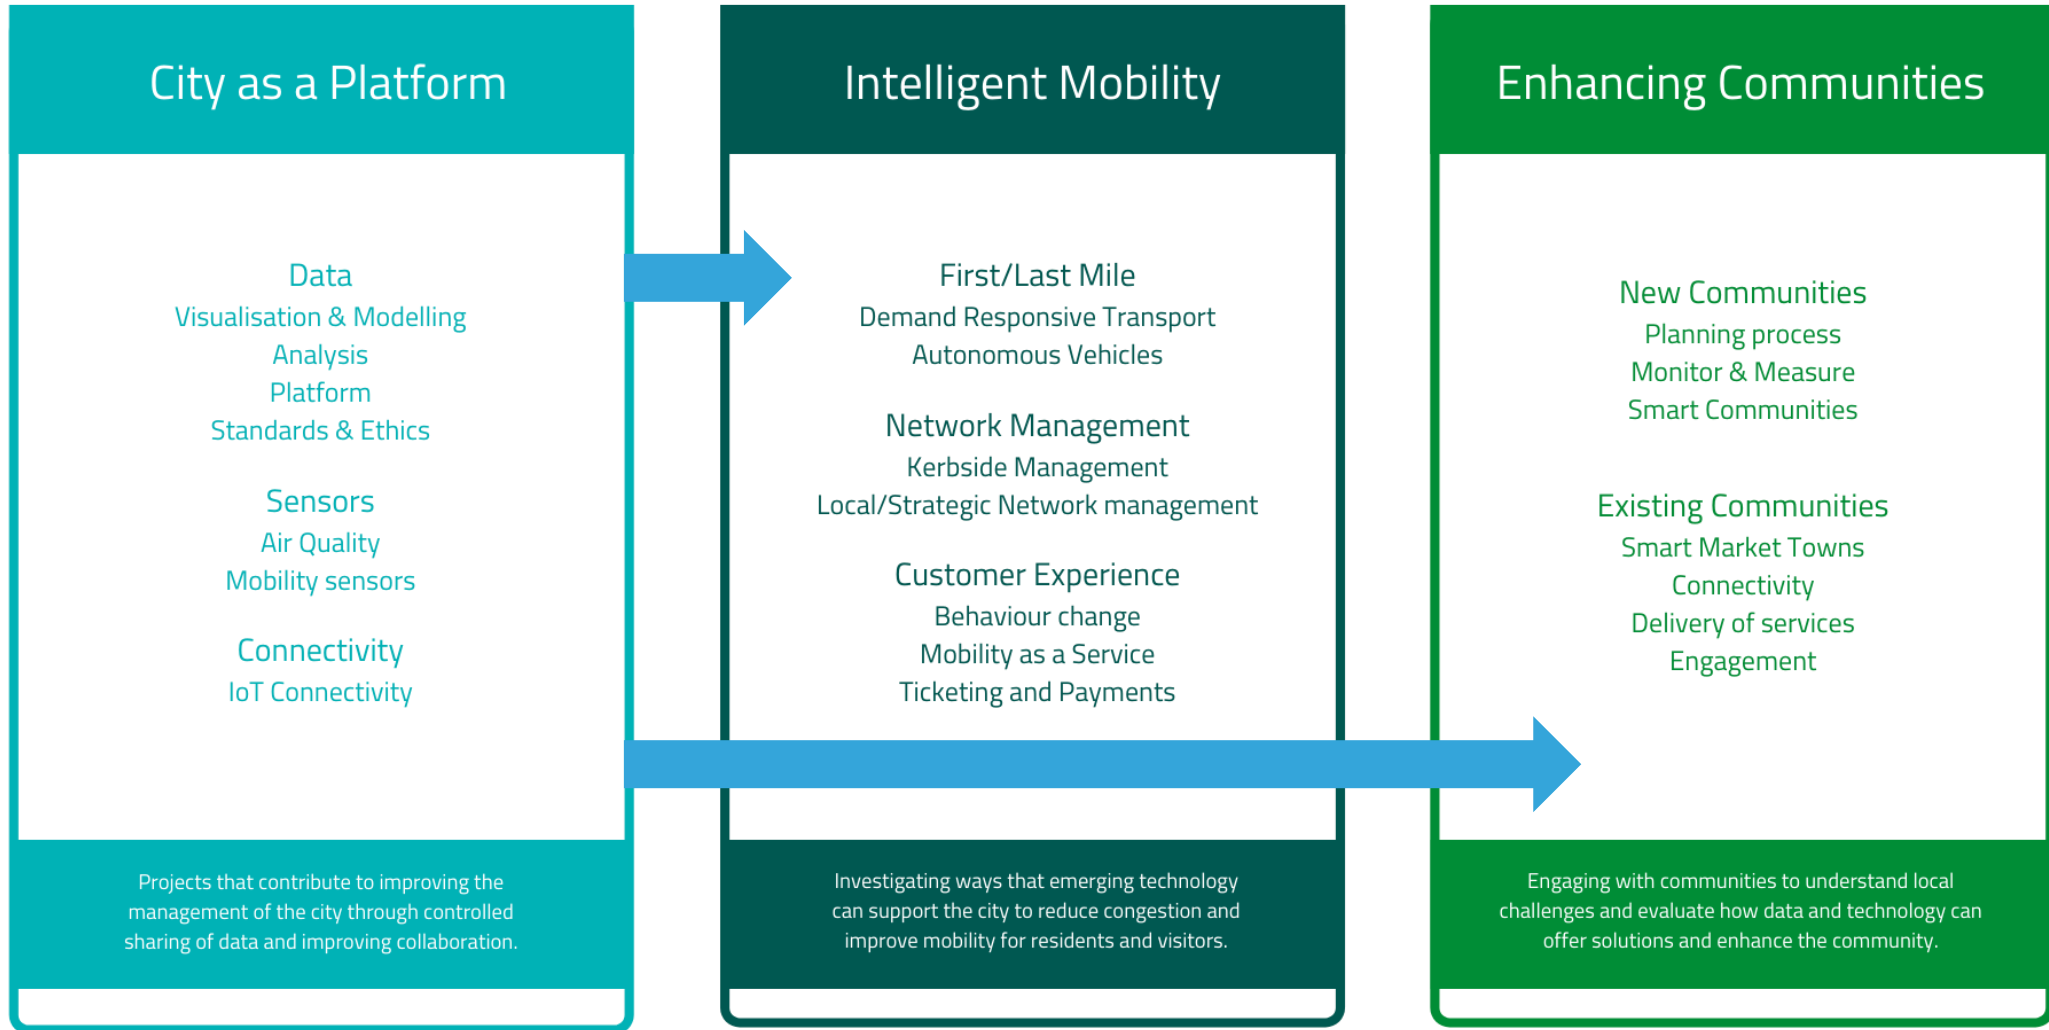 City as a Platform
Data
Visualisation & Modelling
Analysis
Platform
Standards & Ethics
Sensors
Air Quality
Mobility sensors
Connectivity
IoT Connectivity
Projects that contribute to improving the
management of the city through controlled
sharing of data and improving collaboration.
Intelligent Mobility
First/Last Mile
Demand Responsive Transport
Autonomous Vehicles
Network Management
Kerbside Management
Local/Strategic Network management
Customer Experience
Behaviour change
Mobility as a Service
Ticketing and Payments
Investigating ways that emerging technology
can support the city to reduce congestion and
improve mobility for residents and visitors.
Enhancing Communities
New Communities
Planning process
Monitor & Measure
Smart Communities
Existing Communities
Smart Market Towns
Connectivity
Delivery of services
Engagement
Engaging with communities to understand local
challenges and evaluate how data and technology can
offer solutions and enhance the community.